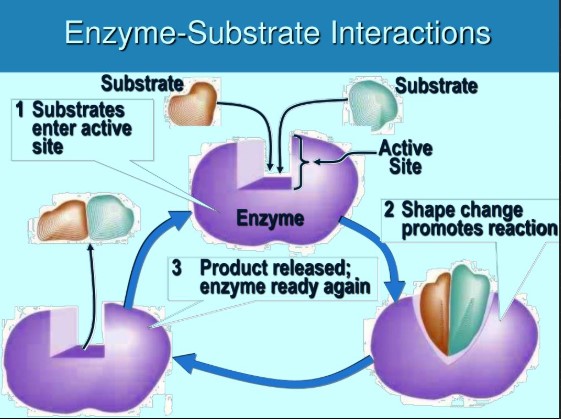 Enzyme-Substrate Interactions
Substrate
Substrate
1 Substrates
enter active
site
Active
Site
Enzyme
2 Shape change
promotes reaction
3 Product released;
enzyme ready again